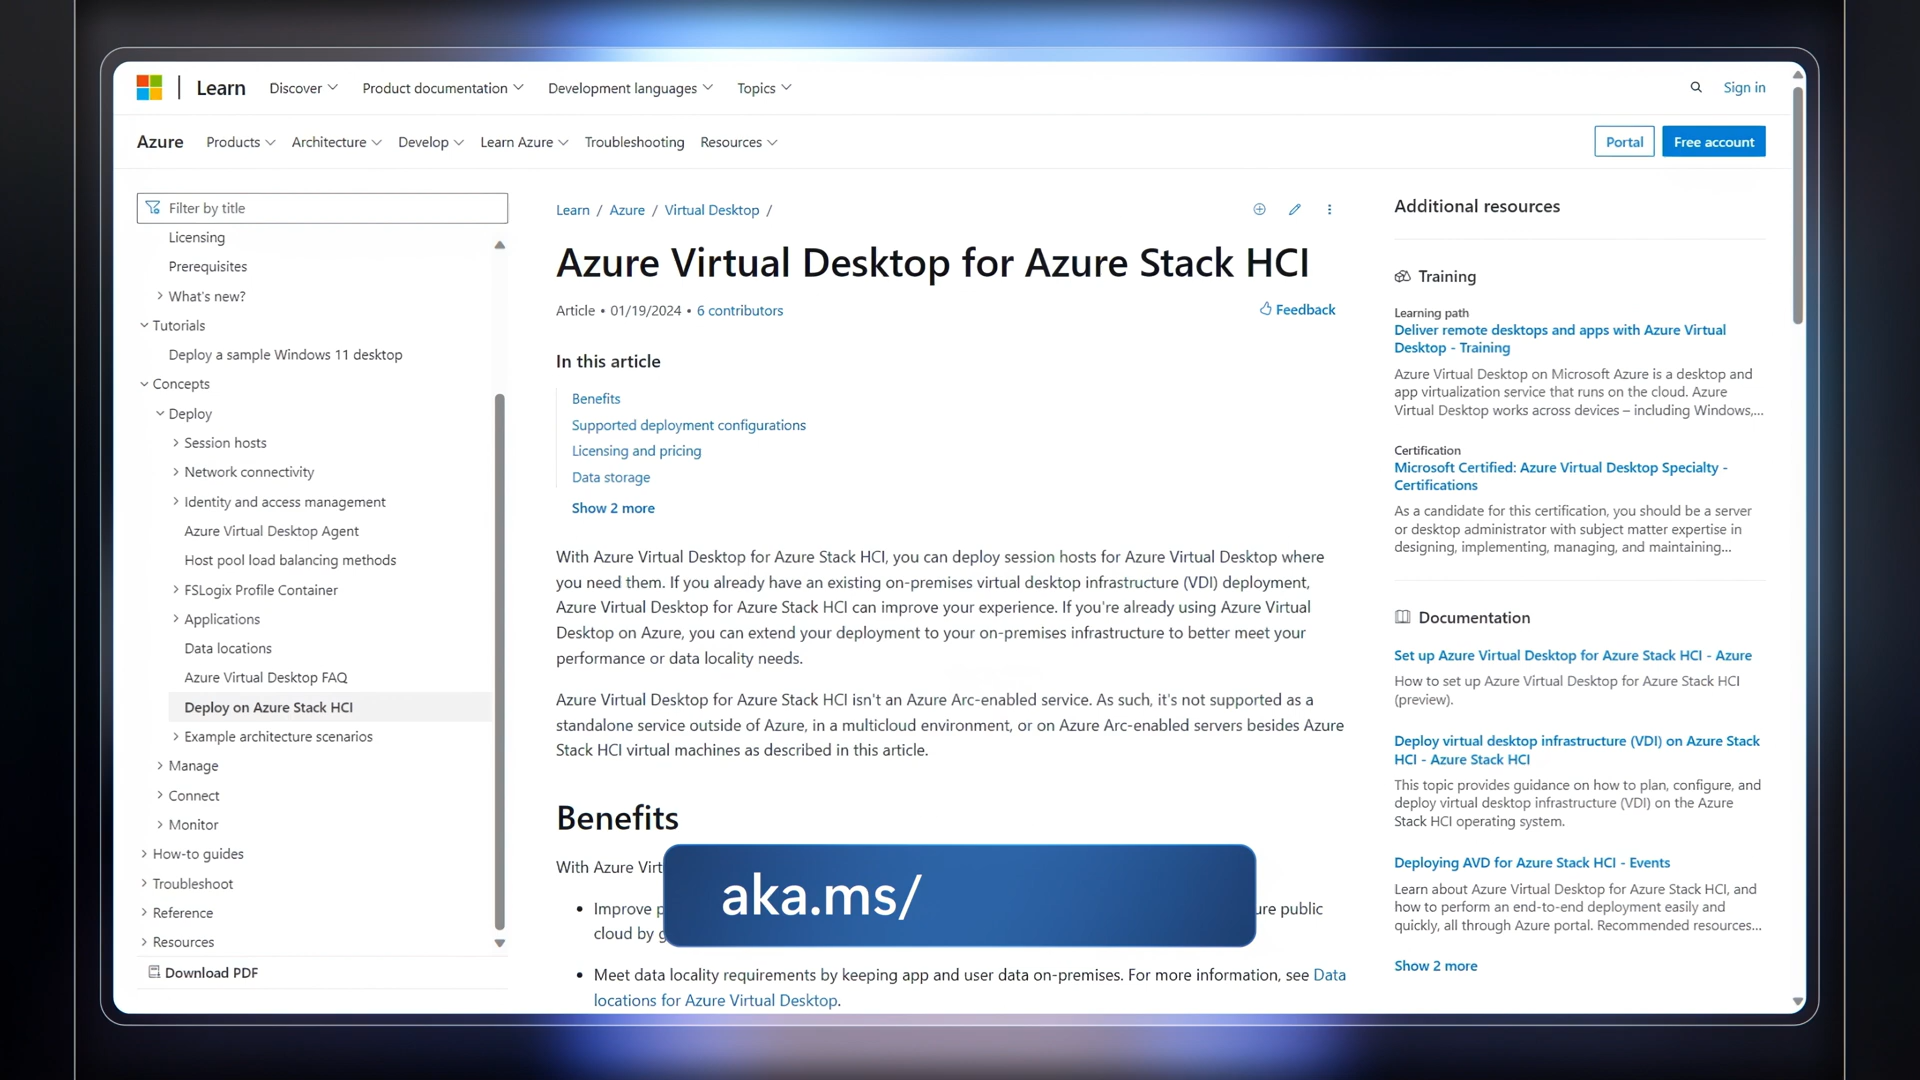 Learn
Discover
Product documentation
Development languages
Topics
Sign in
Azure
Products
Architecture
Develop
Learn Azure
Troubleshooting
Resources
Portal
Free account
Filter by title
Licensing
Prerequisites
What's new?
Tutorials
Deploy a sample Windows 11 desktop
Concepts
Deploy
Session hosts
Network connectivity
Identity and access management
Azure Virtual Desktop Agent
Host pool load balancing methods
FSLogix Profile Container
Applications
Data locations
Azure Virtual Desktop FAQ
Deploy on Azure Stack HCI
Example architecture scenarios
Manage
Connect
Monitor
How-to guides
Troubleshoot
Reference
Resources
Download PDF
Learn / Azure / Virtual Desktop /
Azure Virtual Desktop for Azure Stack HCI
Article • 01/19/2024 • 6 contributors
Feedback
In this article
Benefits
Supported deployment configurations
Licensing and pricing
Data storage
Show 2 more
With Azure Virtual Desktop for Azure Stack HCI, you can deploy session hosts for Azure Virtual Desktop where
you need them. If you already have an existing on-premises virtual desktop infrastructure (VDI) deployment,
Azure Virtual Desktop for Azure Stack HCI can improve your experience. If you're already using Azure Virtual
Desktop on Azure, you can extend your deployment to your on-premises infrastructure to better meet your
performance or data locality needs.
Azure Virtual Desktop for Azure Stack HCI isn't an Azure Arc-enabled service. As such, it's not supported as a
standalone service outside of Azure, in a multicloud environment, or on Azure Arc-enabled servers besides Azure
Stack HCI virtual machines as described in this article.
Benefits
With Azure
aka.ms/
• Improve public
cloud by
• Meet data locality requirements by keeping app and user data on-premises. For more information, see Data
locations for Azure Virtual Desktop.
Additional resources
Training
Learning path
Deliver remote desktops and apps with Azure Virtual
Desktop - Training
Azure Virtual Desktop on Microsoft Azure is a desktop and
app virtualization service that runs on the cloud. Azure
Virtual Desktop works across devices – including Windows,...
Certification
Microsoft Certified: Azure Virtual Desktop Specialty -
Certifications
As a candidate for this certification, you should be a server
or desktop administrator with subject matter expertise in
designing, implementing, managing, and maintaining...
Documentation
Set up Azure Virtual Desktop for Azure Stack HCI - Azure
How to set up Azure Virtual Desktop for Azure Stack HCI
(preview).
Deploy virtual desktop infrastructure (VDI) on Azure Stack
HCI - Azure Stack HCI
This topic provides guidance on how to plan, configure, and
deploy virtual desktop infrastructure (VDI) on the Azure
Stack HCI operating system.
Deploying AVD for Azure Stack HCI - Events
Learn about Azure Virtual Desktop for Azure Stack HCI, and
how to perform an end-to-end deployment easily and
quickly, all through Azure portal. Recommended resources...
Show 2 more